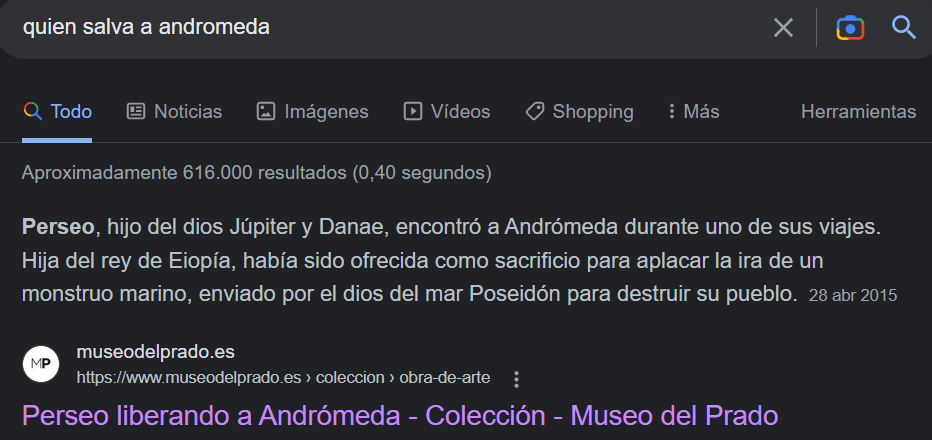 quien salva a andromeda
Todo Noticias Imágenes Vídeos Shopping Más Herramientas
Aproximadamente 616.000 resultados (0,40 segundos)
Perseo, hijo del dios Júpiter y Danae, encontró a Andrómeda durante uno de sus viajes.
Hija del rey de Eiopía, había sido ofrecida como sacrificio para aplacar la ira de un
monstruo marino, enviado por el dios del mar Poseidón para destruir su pueblo. 28 abr 2015
MP museodelprado.es
https://www.museodelprado.es › coleccion › obra-de-arte
Perseo liberando a Andrómeda - Colección - Museo del Prado